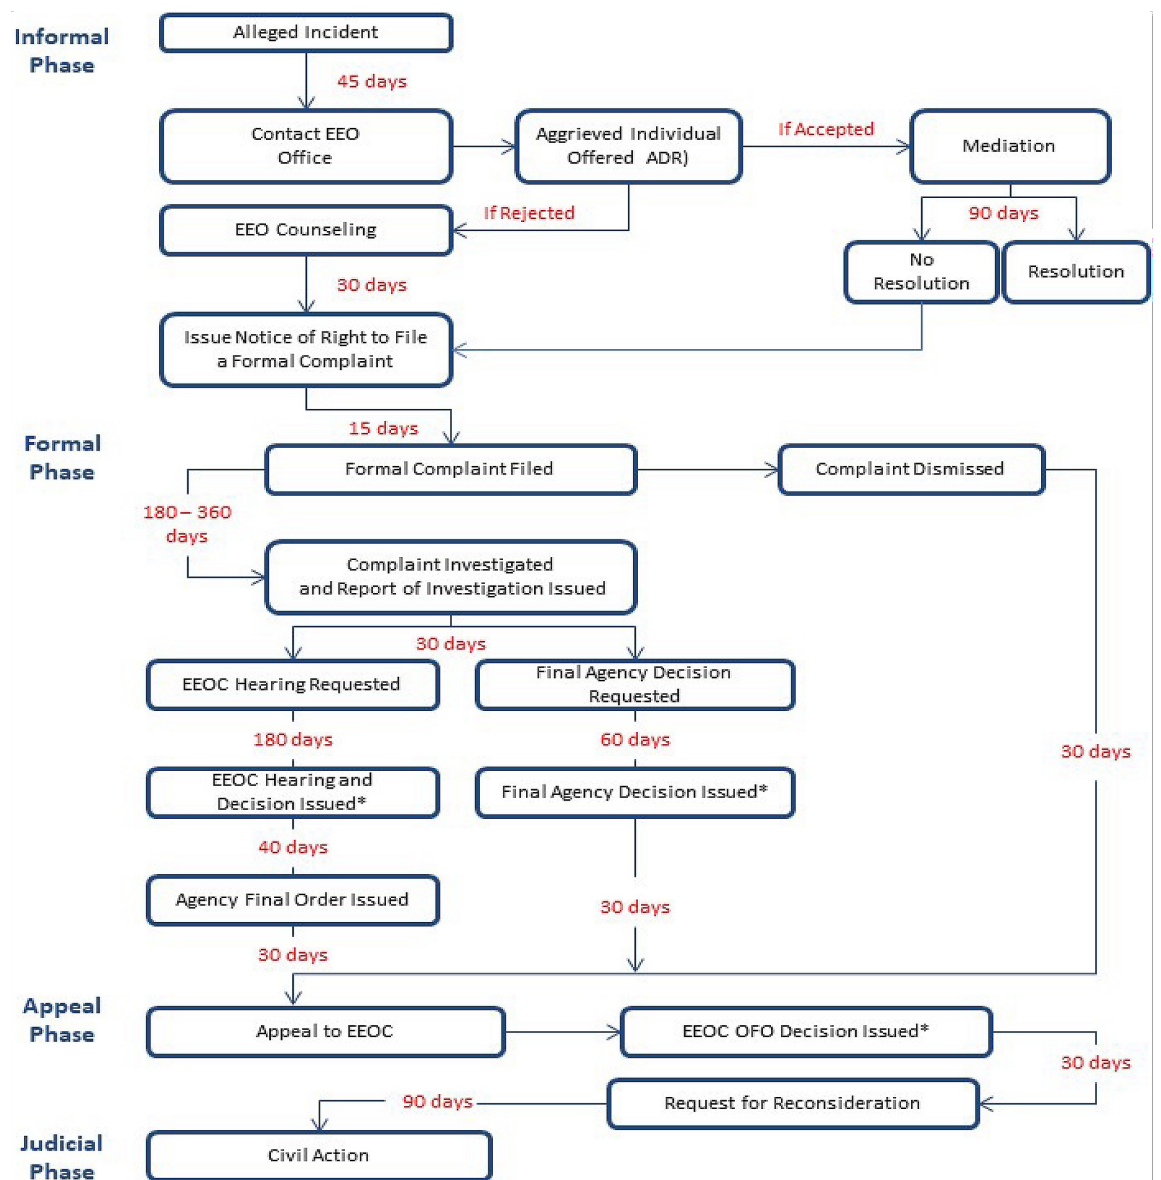 Informal
Phase
Alleged Incident
45 days
Contact EEO
Office
Aggrieved Individual
Offered ADR)
If Accepted
Mediation
If Rejected
90 days
EEO Counseling
No
Resolution
Resolution
30 days
Issue Notice of Right to File
a Formal Complaint
15 days
Formal
Phase
Formal Complaint Filed
Complaint Dismissed
180 – 360
days
Complaint Investigated
and Report of Investigation Issued
30 days
EEOC Hearing Requested
Final Agency Decision
Requested
180 days
60 days
30 days
EEOC Hearing and
Decision Issued*
Final Agency Decision Issued*
40 days
Agency Final Order Issued
30 days
30 days
Appeal
Phase
Appeal to EEOC
EEOC OFO Decision Issued*
30 days
Request for Reconsideration
90 days
Judicial
Phase
Civil Action